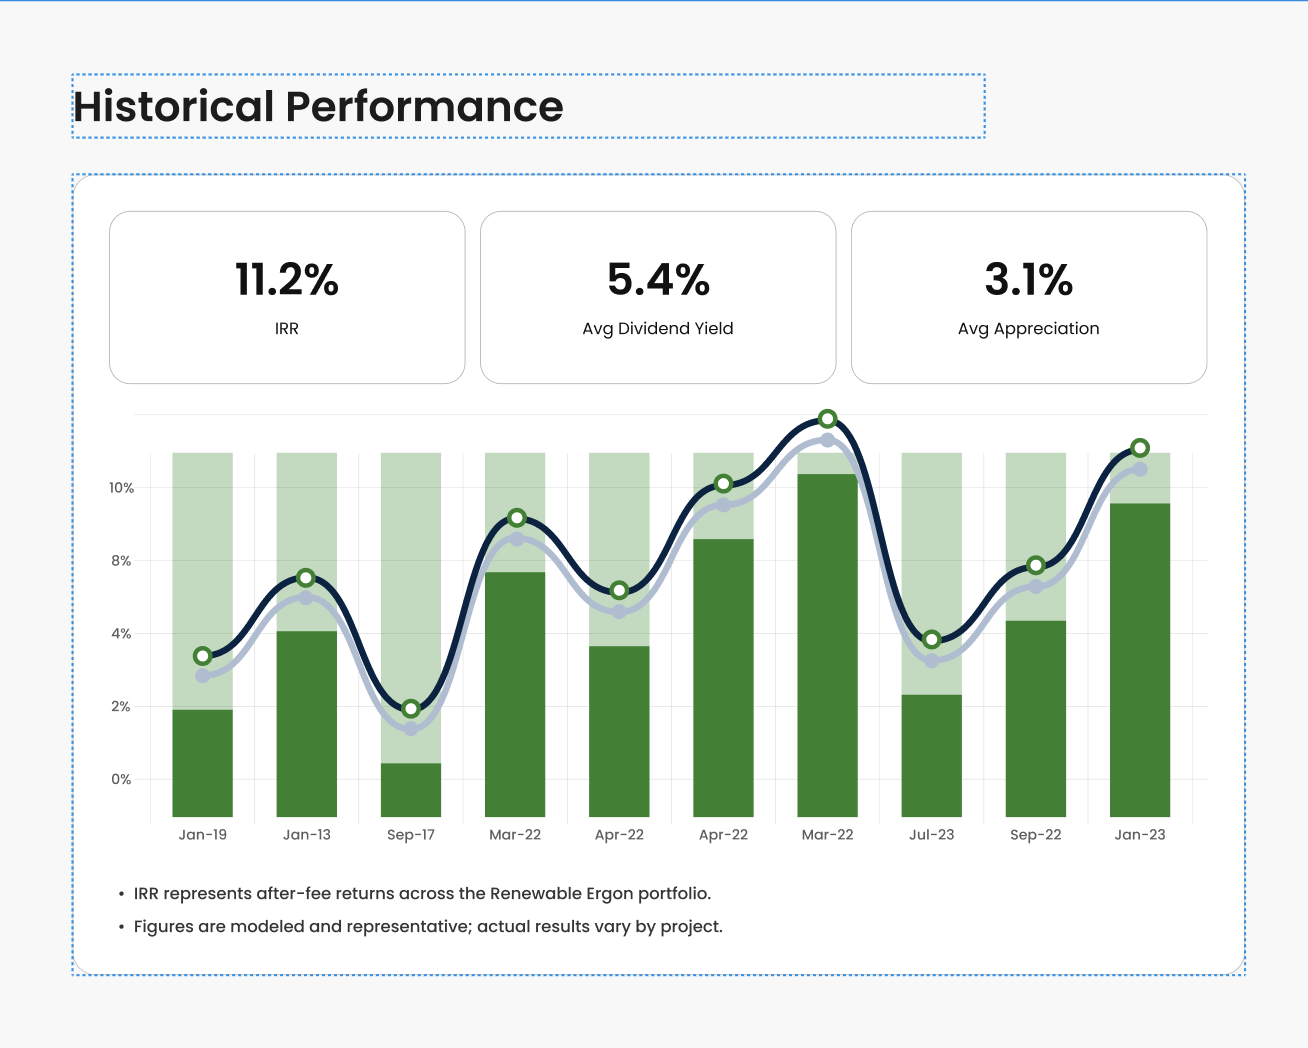 Historical Performance
11.2%
IRR
5.4%
Avg Dividend Yield
3.1%
Avg Appreciation
10%
8%
4%
2%
0%
Jan-19 Jan-13 Sep-17 Mar-22 Apr-22 Apr-22 Mar-22 Jul-23 Sep-22 Jan-23
• IRR represents after-fee returns across the Renewable Ergon portfolio.
• Figures are modeled and representative; actual results vary by project.